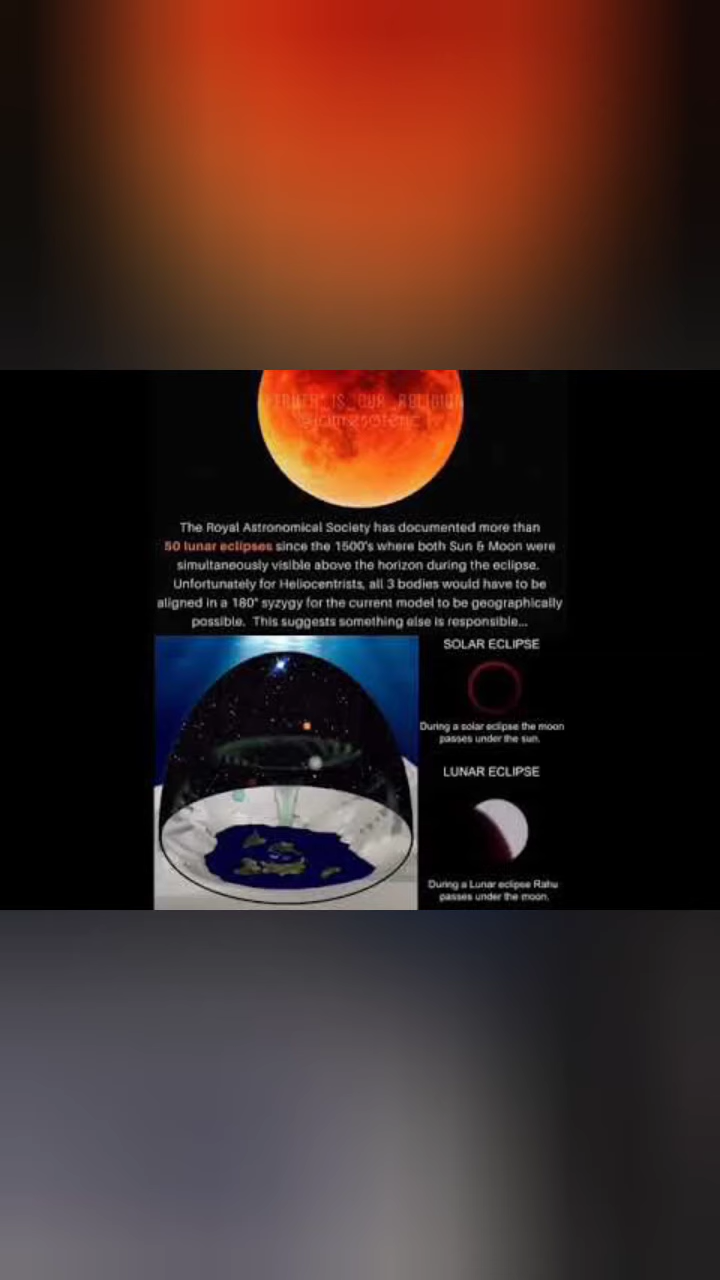 TRUTH_IS_OUR_RELIGION
The Royal Astronomical Society has documented more than
50 lunar eclipses since the 1500's where both Sun & Moon were
simultaneously visible above the horizon during the eclipse.
Unfortunately for Heliocentrists, all 3 bodies would have to be
aligned in a 180° syzygy for the current model to be geographically
possible.  This suggests something else is responsible...
SOLAR ECLIPSE
During a solar eclipse the moon
passes under the sun.
LUNAR ECLIPSE
During a Lunar eclipse Rahu
passes under the moon.